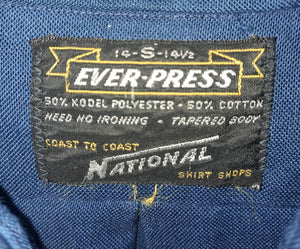 14-S-14½
EVER-PRESS
50% KODEL POLYESTER • 50% COTTON
NEED NO IRONING - TAPERED BODY
COAST TO COAST
NATIONAL
SHIRT SHOPS